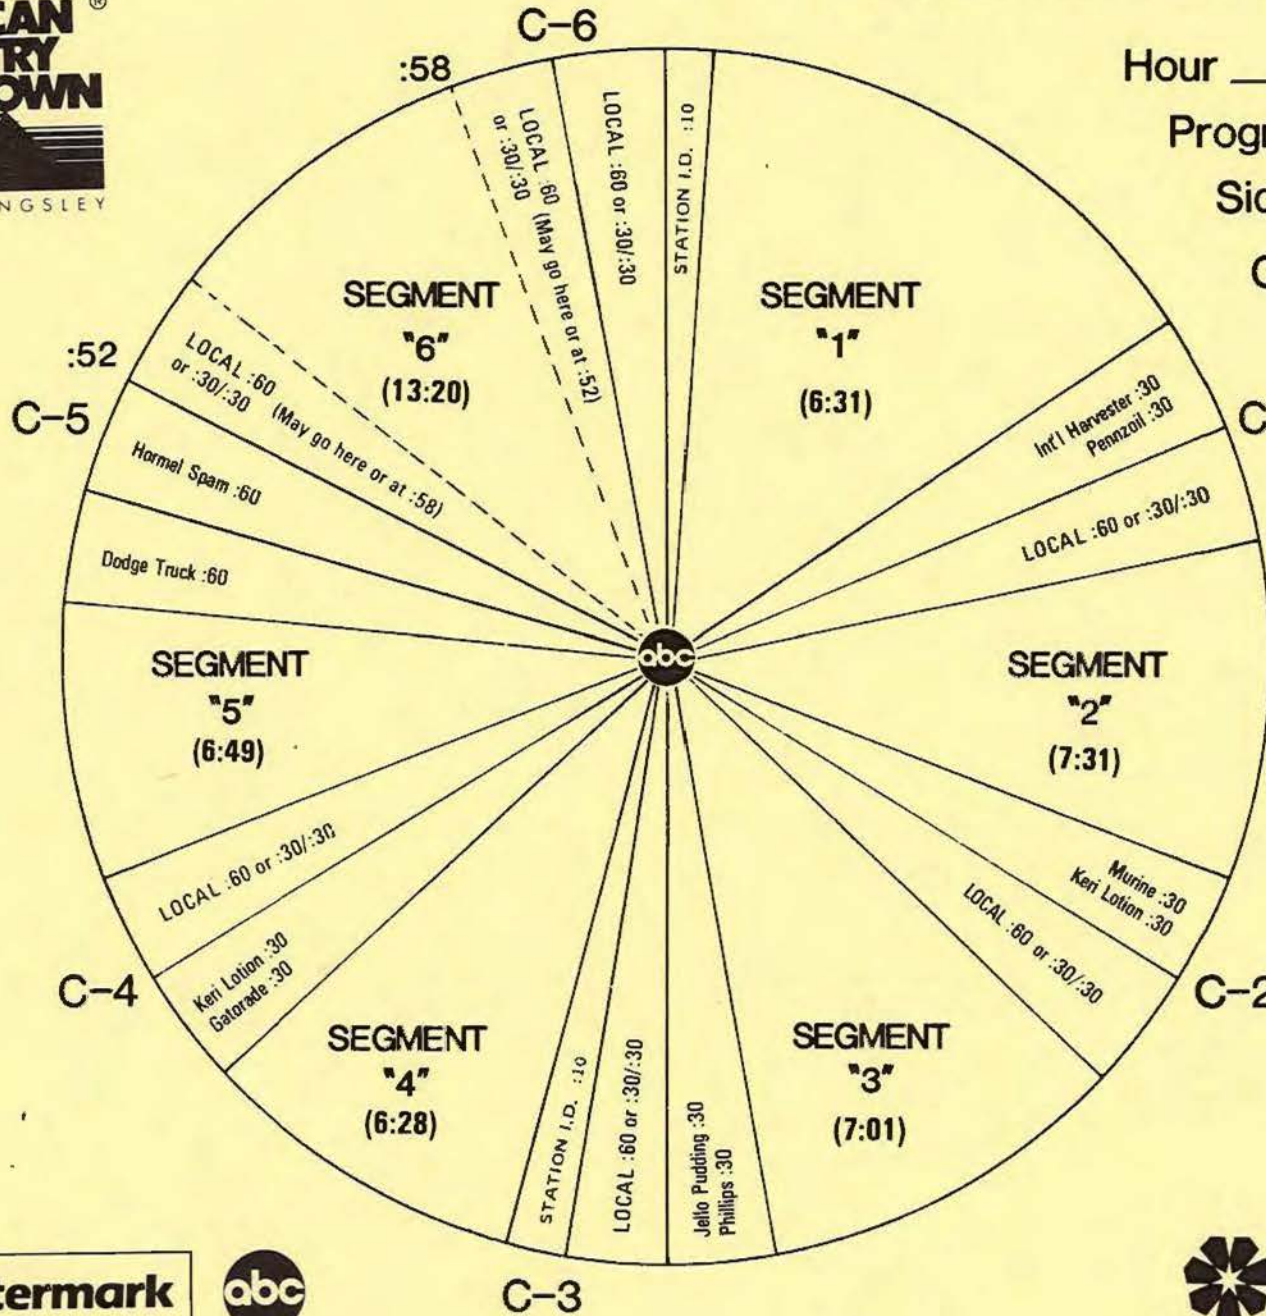 CAN ®
TRY
DOWN
NGSLEY
C-6
:58
Hour
Progr
Sid
C
LOCAL :60 (May go here or at :52)
or :30/:30
LOCAL :60 or :30/:30
STATION I.D. :10
SEGMENT
"6"
(13:20)
SEGMENT
"1"
(6:31)
:52
C-5
LOCAL :60 (May go here or at :58)
or :30/:30
Hormel Spam :60
Dodge Truck :60
Int'l Harvester :30
Pennzoil :30
C
LOCAL :60 or :30/:30
abc
SEGMENT
"5"
(6:49)
SEGMENT
"2"
(7:31)
LOCAL :60 or :30/:30
Murine :30
Keri Lotion :30
LOCAL :60 or :30/:30
C-4
Keri Lotion :30
Gatorade :30
C-2
SEGMENT
"4"
(6:28)
SEGMENT
"3"
(7:01)
STATION I.D. :10
LOCAL :60 or :30/:30
Jello Pudding :30
Phillips :30
C-3
termark
abc